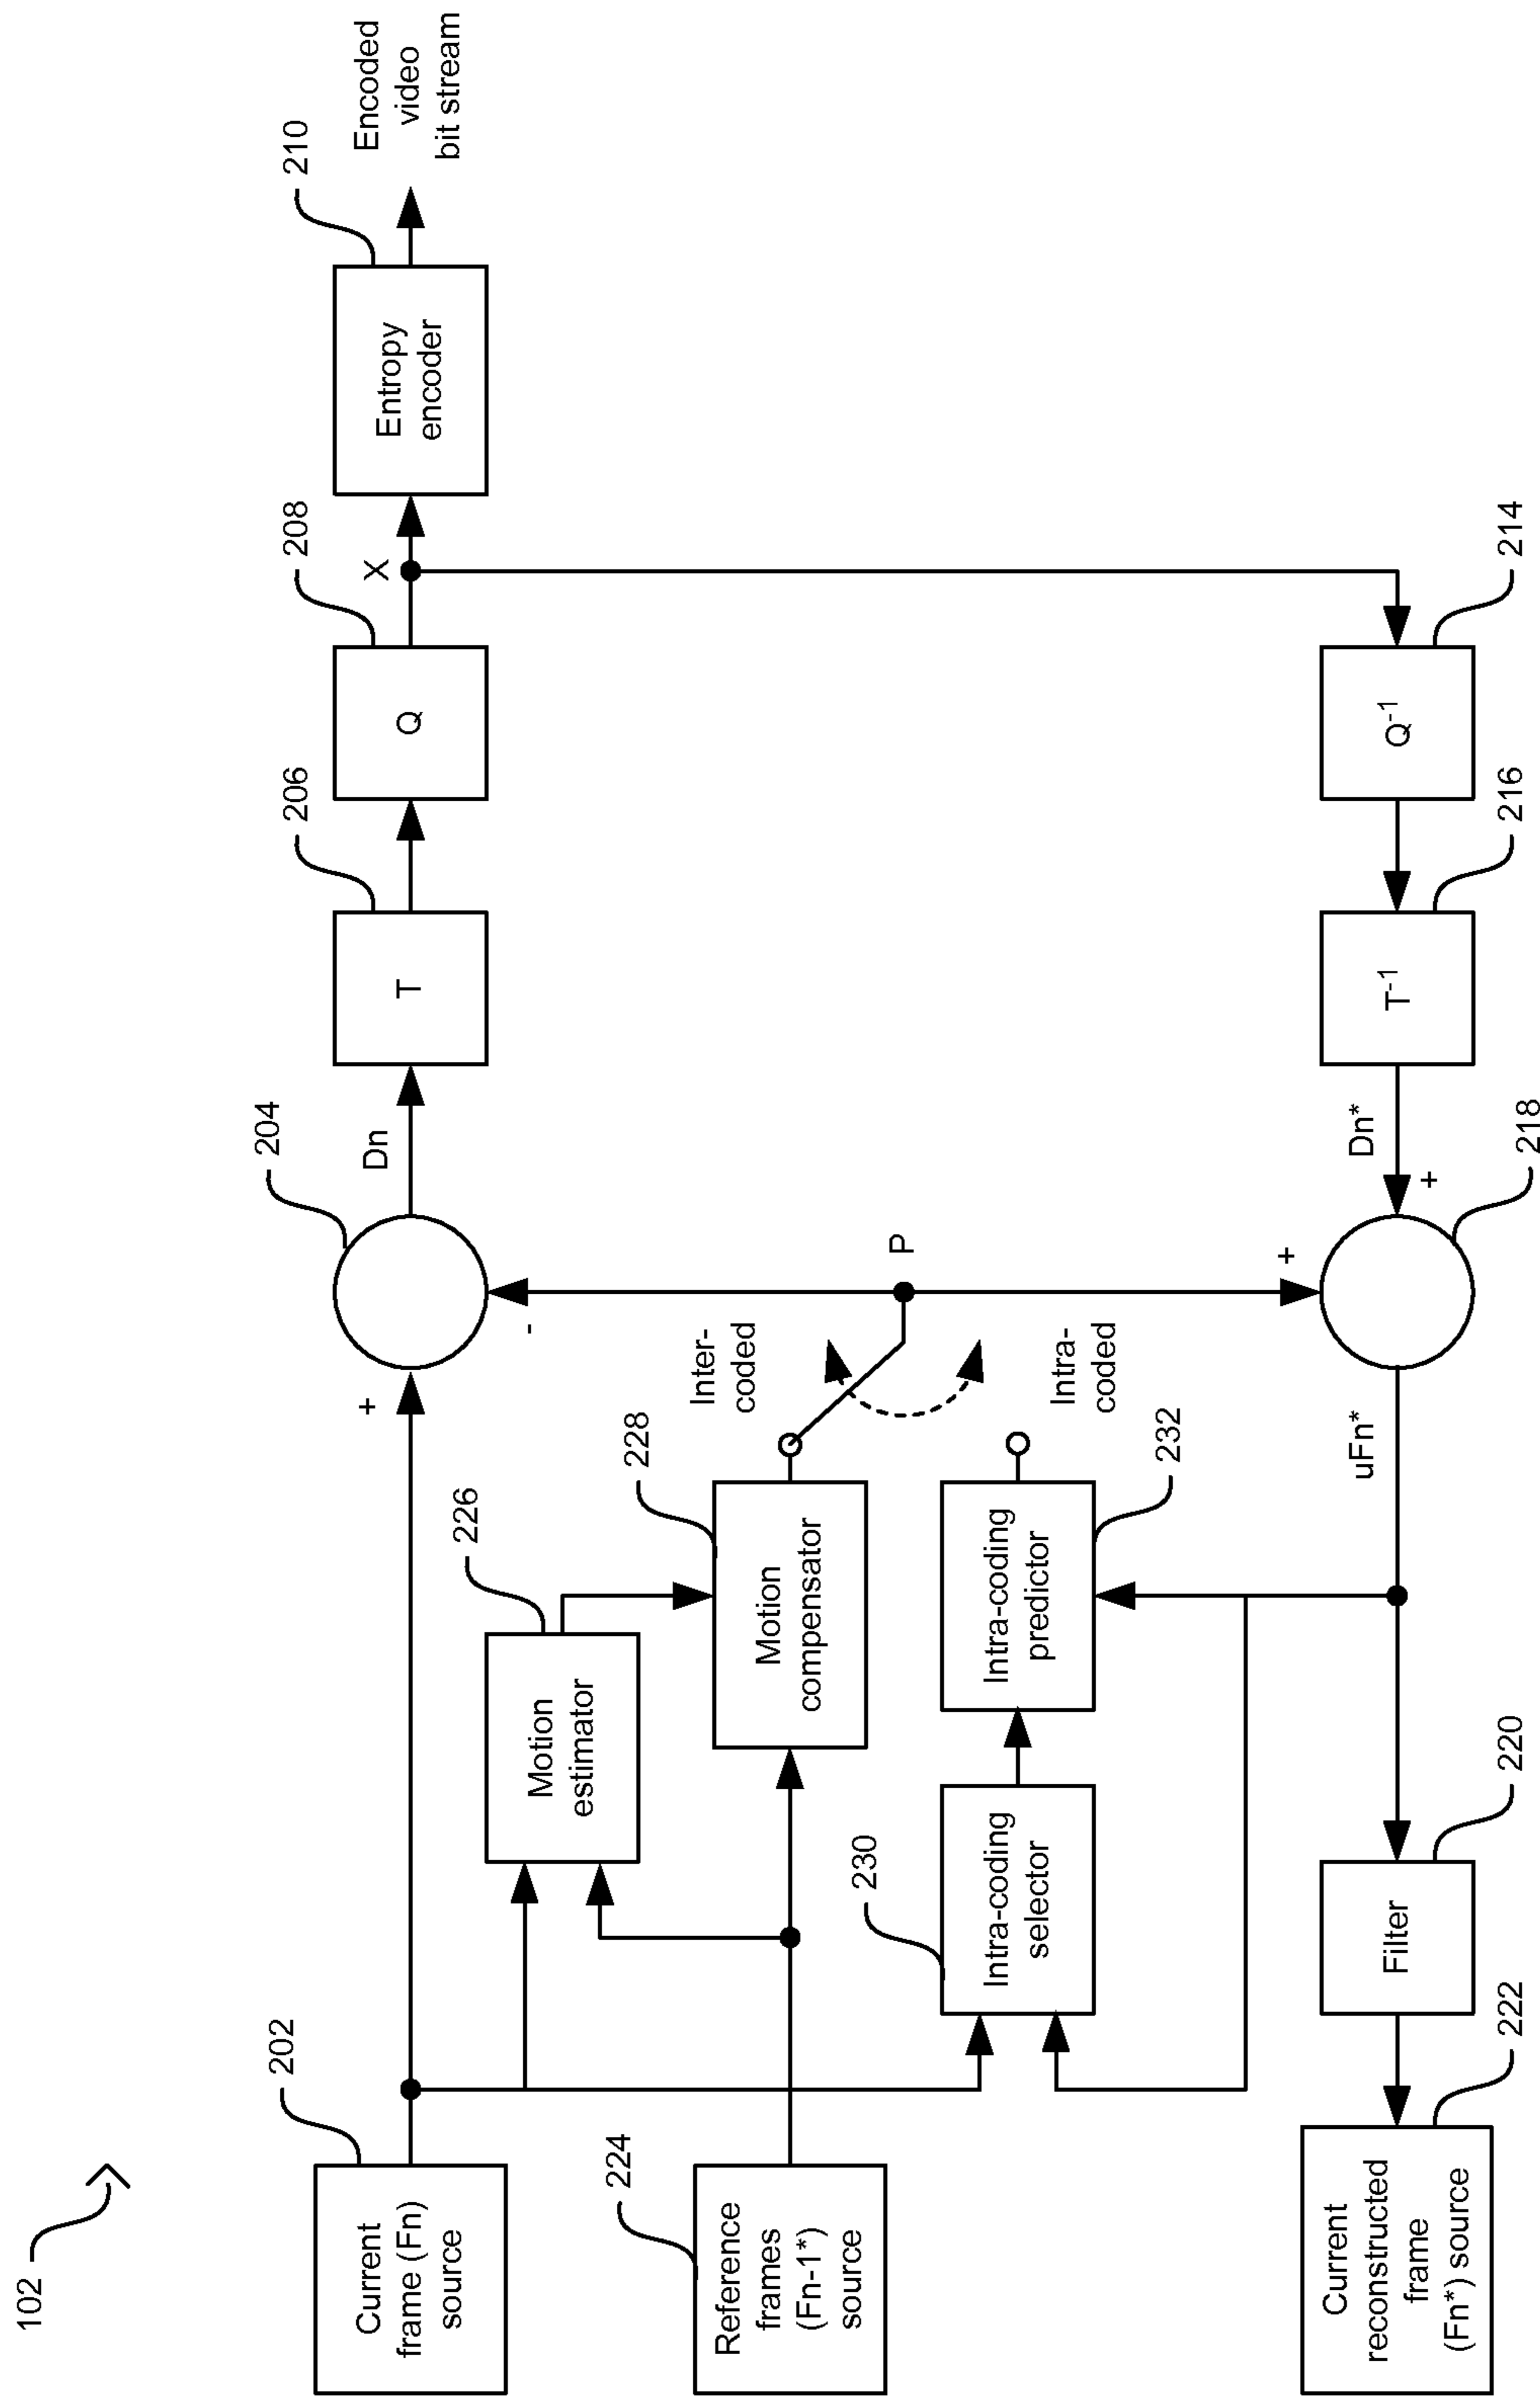 102
202
Current
frame (Fn)
source
204
+
-
Dn
206
T
208
Q
X
210
Entropy
encoder
Encoded
video
bit stream
226
Motion
estimator
224
Reference
frames
(Fn-1*)
source
228
Motion
compensator
Inter-
coded
P
230
Intra-coding
selector
232
Intra-coding
predictor
Intra-
coded
222
Current
reconstructed
frame
(Fn*) source
220
Filter
uFn*
218
+
+
Dn*
216
T-1
214
Q-1